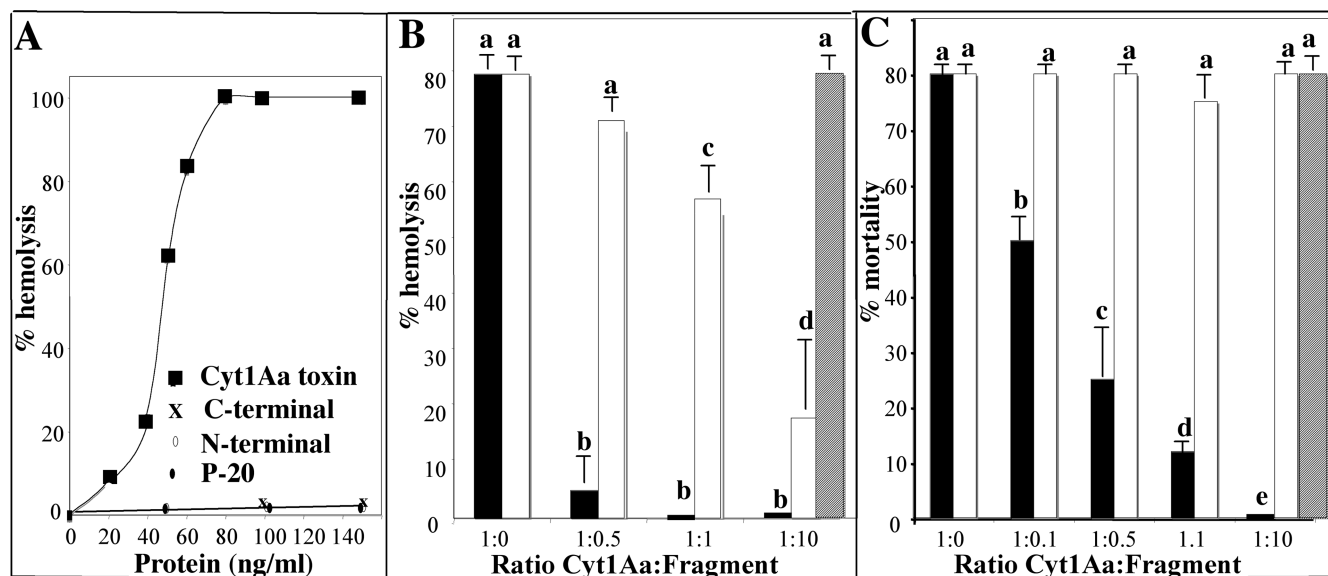 A
% hemolysis
100
80
60
40
20
0
Cyt1Aa toxin
x C-terminal
N-terminal
P-20
0 20 40 60 80 100 120 140
Protein (ng/ml)
B
% hemolysis
80
70
60
50
40
30
20
10
0
a a
b a
b c
b d a
1:0 1:0.5 1:1 1:10
Ratio Cyt1Aa:Fragment
C
% mortality
80
70
60
50
40
30
20
10
0
a a
b a
c a
d a
e a a
1:0 1:0.1 1:0.5 1.1 1:10
Ratio Cyt1Aa:Fragment